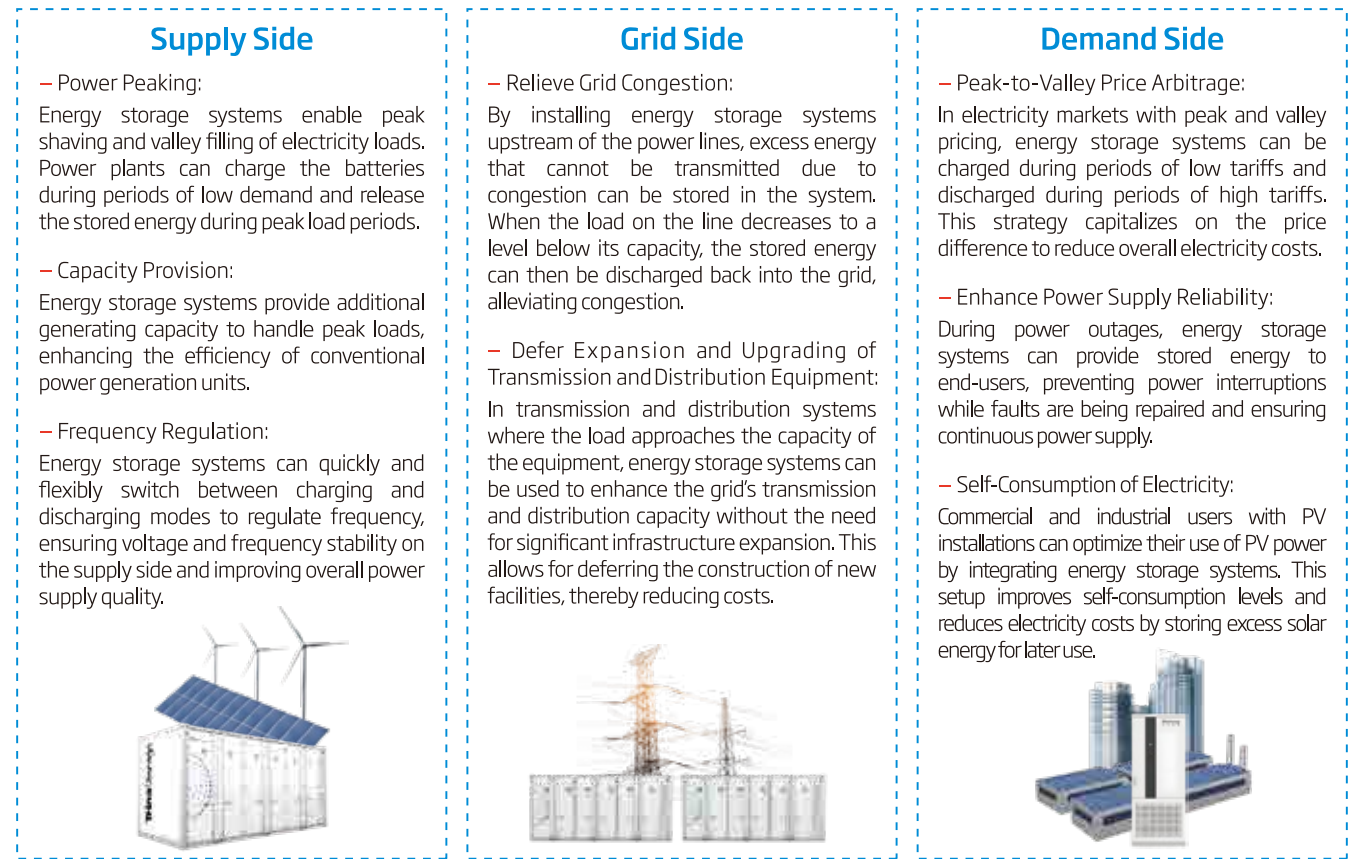 Supply Side
– Power Peaking:
Energy storage systems enable peak
shaving and valley filling of electricity loads.
Power plants can charge the batteries
during periods of low demand and release
the stored energy during peak load periods.
– Capacity Provision:
Energy storage systems provide additional
generating capacity to handle peak loads,
enhancing the efficiency of conventional
power generation units.
– Frequency Regulation:
Energy storage systems can quickly and
flexibly switch between charging and
discharging modes to regulate frequency,
ensuring voltage and frequency stability on
the supply side and improving overall power
supply quality.
Grid Side
– Relieve Grid Congestion:
By installing energy storage systems
upstream of the power lines, excess energy
that cannot be transmitted due to
congestion can be stored in the system.
When the load on the line decreases to a
level below its capacity, the stored energy
can then be discharged back into the grid,
alleviating congestion.
– Defer Expansion and Upgrading of
Transmission and Distribution Equipment:
In transmission and distribution systems
where the load approaches the capacity of
the equipment, energy storage systems can
be used to enhance the grid's transmission
and distribution capacity without the need
for significant infrastructure expansion. This
allows for deferring the construction of new
facilities, thereby reducing costs.
Demand Side
– Peak-to-Valley Price Arbitrage:
In electricity markets with peak and valley
pricing, energy storage systems can be
charged during periods of low tariffs and
discharged during periods of high tariffs.
This strategy capitalizes on the price
difference to reduce overall electricity costs.
– Enhance Power Supply Reliability:
During power outages, energy storage
systems can provide stored energy to
end-users, preventing power interruptions
while faults are being repaired and ensuring
continuous power supply.
– Self-Consumption of Electricity:
Commercial and industrial users with PV
installations can optimize their use of PV power
by integrating energy storage systems. This
setup improves self-consumption levels and
reduces electricity costs by storing excess solar
energy for later use.